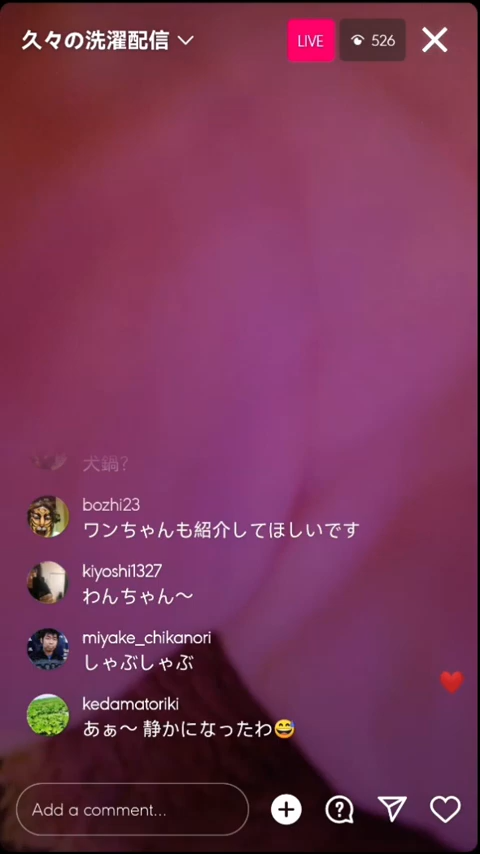 久々の洗濯配信
LIVE
526
犬鍋?
bozhi23
ワンちゃんも紹介してほしいです
kiyoshi1327
わんちゃん〜
miyake_chikanori
しゃぶしゃぶ
kedamatoriki
あぁ〜 静かになったわ😅
Add a comment...